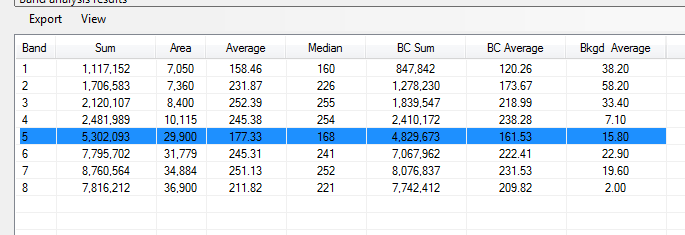 Band analysis results
Export View
Band Sum Area Average Median BC Sum BC Average Bkgd Average
1 1,117,152 7,050 158.46 160 847,842 120.26 38.20
2 1,706,583 7,360 231.87 226 1,278,230 173.67 58.20
3 2,120,107 8,400 252.39 255 1,839,547 218.99 33.40
4 2,481,989 10,115 245.38 254 2,410,172 238.28 7.10
5 5,302,093 29,900 177.33 168 4,829,673 161.53 15.80
6 7,795,702 31,779 245.31 241 7,067,962 222.41 22.90
7 8,760,564 34,884 251.13 252 8,076,837 231.53 19.60
8 7,816,212 36,900 211.82 221 7,742,412 209.82 2.00